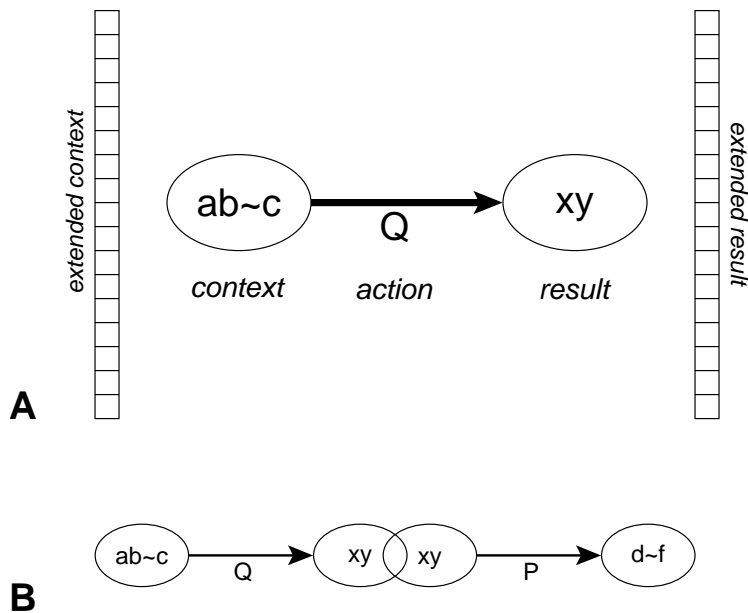 extended context
ab~c
Q
xy
context
action
result
extended result
A
ab~c
Q
xy
xy
P
d~f
B